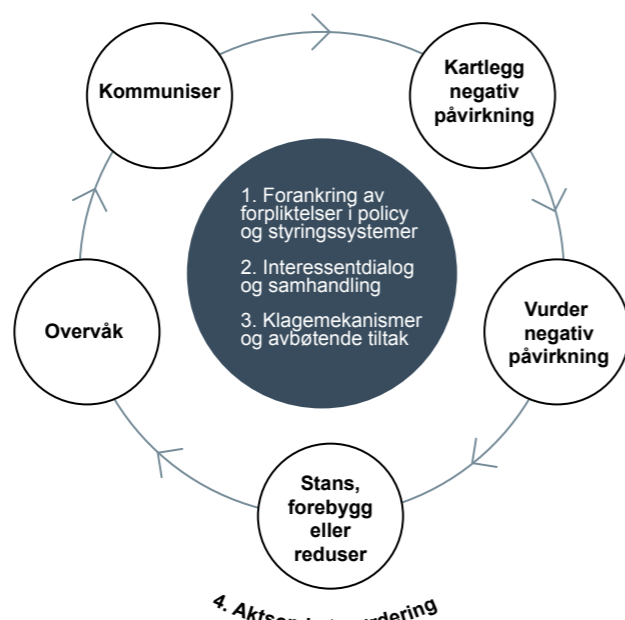 Kommuniser
Kartlegg
negativ
påvirkning
1. Forankring av
forpliktelser i policy
og styringssystemer
2. Interessentdialog
og samhandling
3. Klagemekanismer
og avbøtende tiltak
Overvåk
Vurder
negativ
påvirkning
Stans,
forebygg
eller
reduser
4.